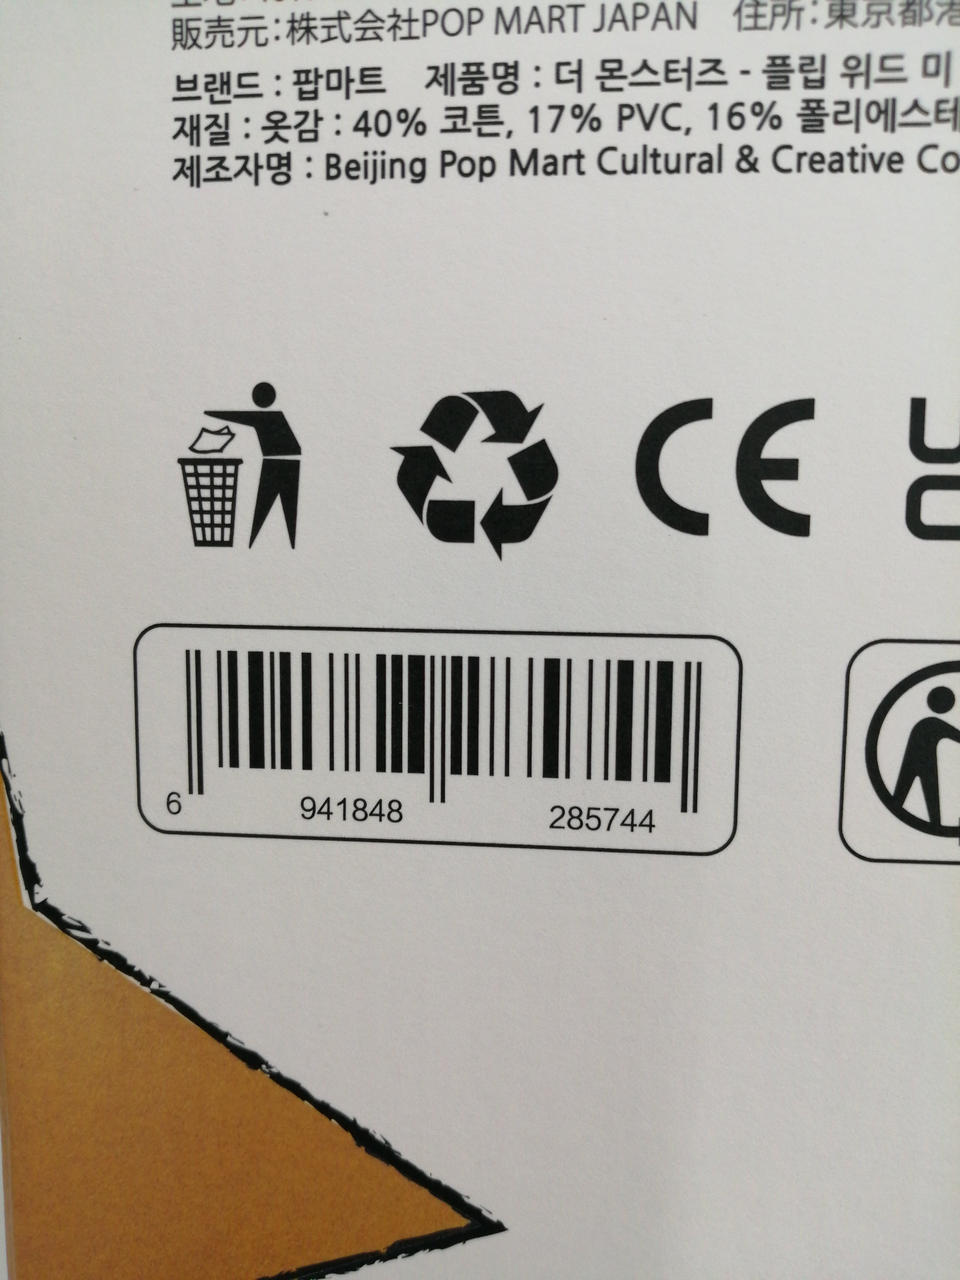 販売元：株式会社POP MART JAPAN 住所：東京都港
브랜드 : 팝마트 제품명 : 더 몬스터즈 - 플립 위드 미
재질 : 옷감 : 40% 코튼, 17% PVC, 16% 폴리에스테
제조자명 : Beijing Pop Mart Cultural & Creative Co
CE
6 941848 285744